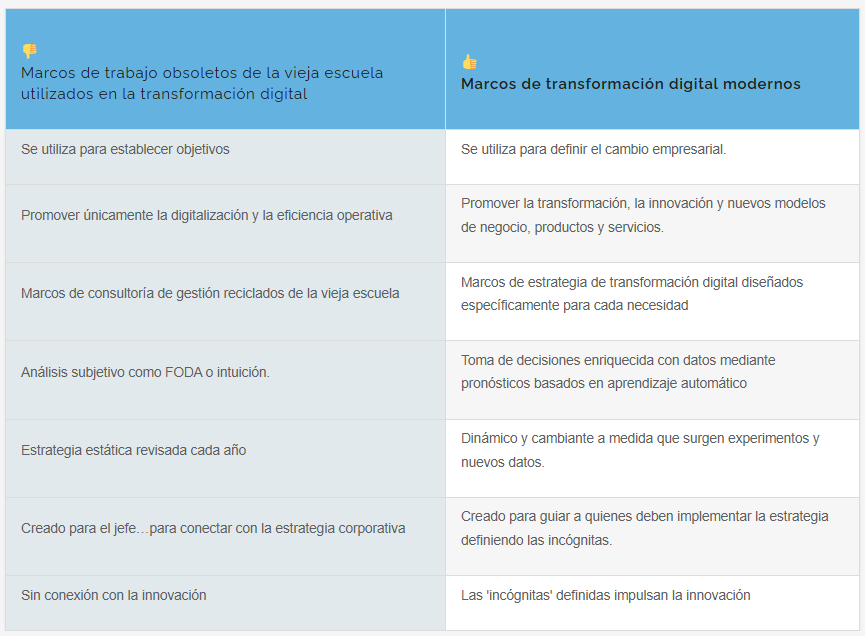 👎
Marcos de trabajo obsoletos de la vieja escuela
utilizados en la transformación digital
👍
Marcos de transformación digital modernos
Se utiliza para establecer objetivos
Se utiliza para definir el cambio empresarial.
Promover únicamente la digitalización y la eficiencia operativa
Promover la transformación, la innovación y nuevos modelos
de negocio, productos y servicios.
Marcos de consultoría de gestión reciclados de la vieja escuela
Marcos de estrategia de transformación digital diseñados
específicamente para cada necesidad
Análisis subjetivo como FODA o intuición.
Toma de decisiones enriquecida con datos mediante
pronósticos basados en aprendizaje automático
Estrategia estática revisada cada año
Dinámico y cambiante a medida que surgen experimentos y
nuevos datos.
Creado para el jefe…para conectar con la estrategia corporativa
Creado para guiar a quienes deben implementar la estrategia
definiendo las incógnitas.
Sin conexión con la innovación
Las 'incógnitas' definidas impulsan la innovación